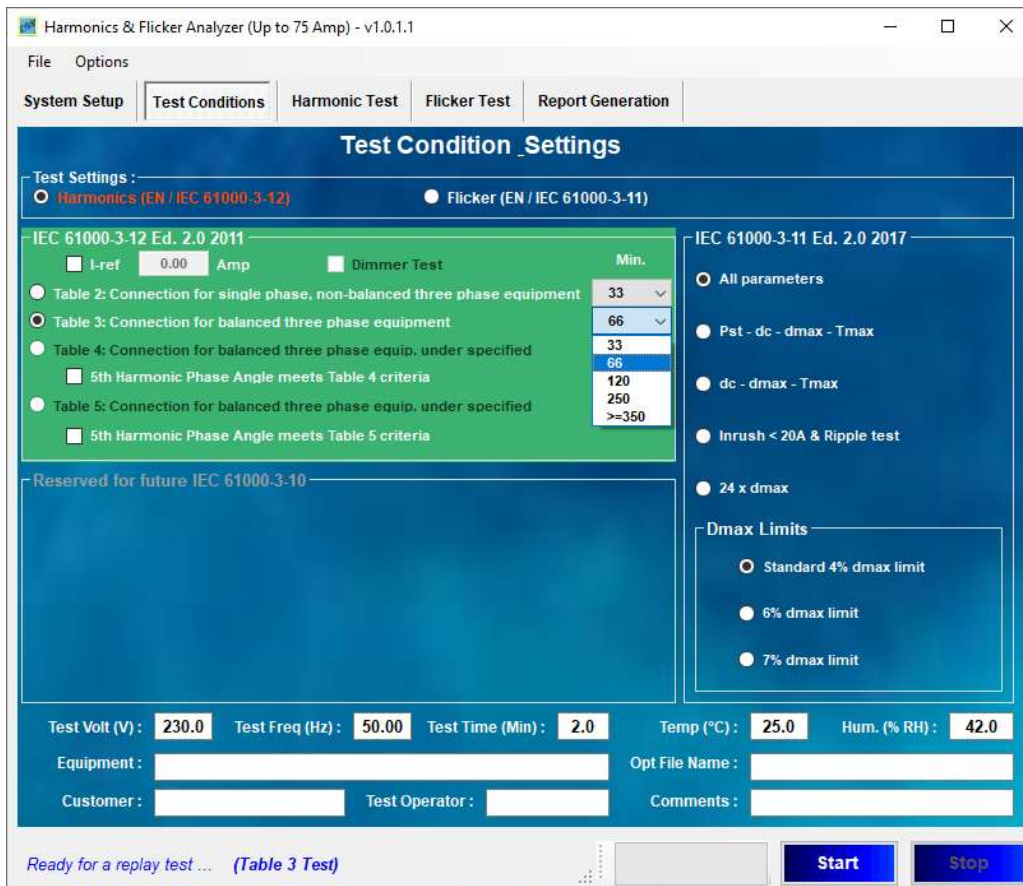 Harmonics & Flicker Analyzer (Up to 75 Amp) - v1.0.1.1
File Options
System Setup Test Conditions Harmonic Test Flicker Test Report Generation
Test Condition _Settings
Test Settings :
Harmonics (EN / IEC 61000-3-12) Flicker (EN / IEC 61000-3-11)
IEC 61000-3-12 Ed. 2.0 2011
I-ref 0.00 Amp Dimmer Test Min.
Table 2: Connection for single phase, non-balanced three phase equipment 33
Table 3: Connection for balanced three phase equipment 66
Table 4: Connection for balanced three phase equip. under specified
5th Harmonic Phase Angle meets Table 4 criteria
Table 5: Connection for balanced three phase equip. under specified
5th Harmonic Phase Angle meets Table 5 criteria
33
66
120
250
>=350
Reserved for future IEC 61000-3-10
IEC 61000-3-11 Ed. 2.0 2017
All parameters
Pst - dc - dmax - Tmax
dc - dmax - Tmax
Inrush < 20A & Ripple test
24 x dmax
Dmax Limits
Standard 4% dmax limit
6% dmax limit
7% dmax limit
Test Volt (V) : 230.0 Test Freq (Hz) : 50.00 Test Time (Min) : 2.0 Temp (°C) : 25.0 Hum. (% RH) : 42.0
Equipment : Opt File Name :
Customer : Test Operator : Comments :
Ready for a replay test ... (Table 3 Test) Start Stop